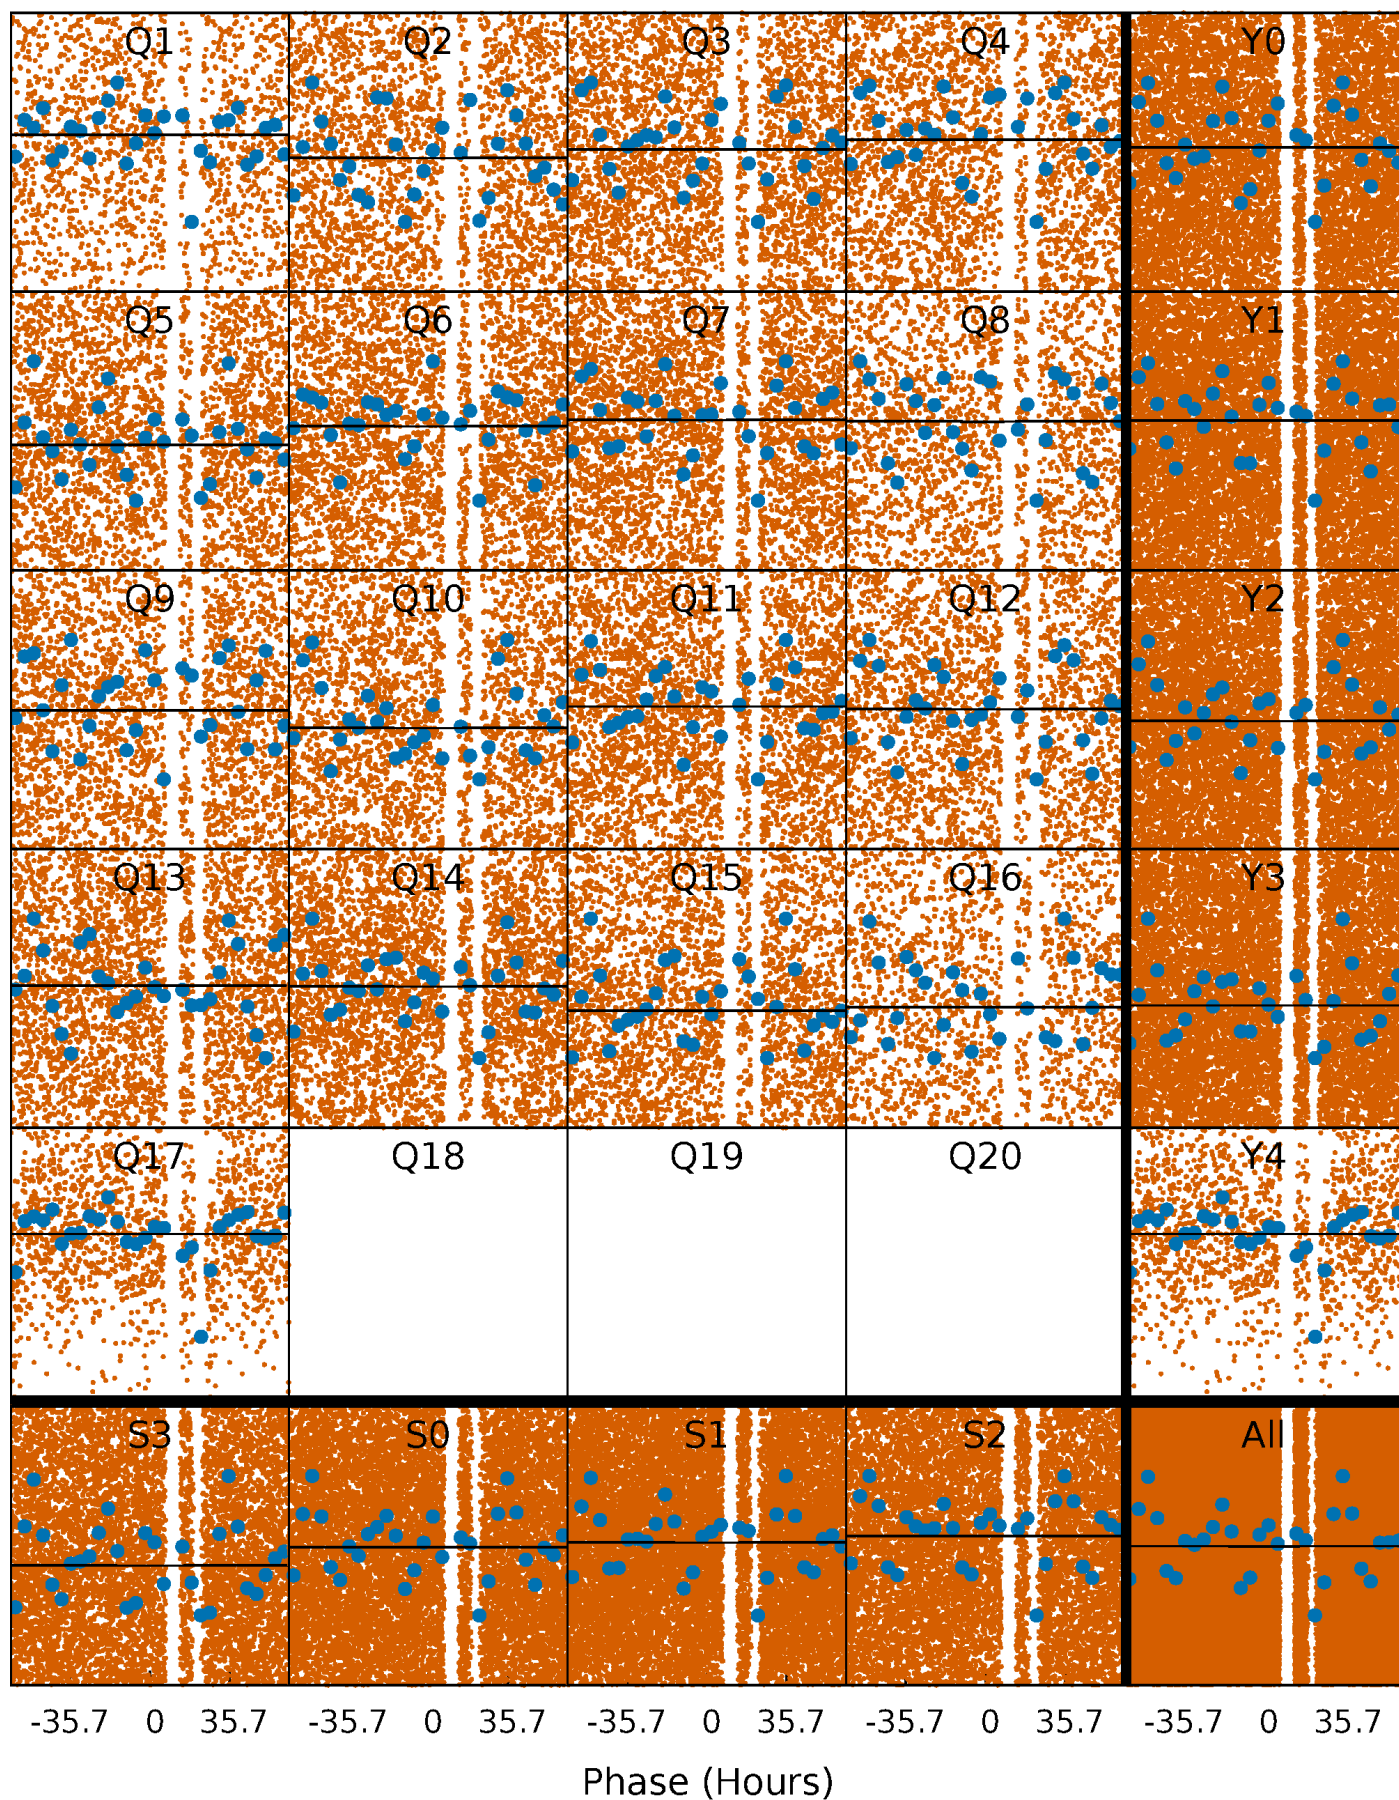 Q1 Q2 Q3 Q4 Y0
Q5 Q6 Q7 Q8 Y1
Q9 Q10 Q11 Q12 Y2
Q13 Q14 Q15 Q16 Y3
Q17 Q18 Q19 Q20 Y4
S3 S0 S1 S2 All
-35.7 0 35.7 -35.7 0 35.7 -35.7 0 35.7 -35.7 0 35.7 -35.7 0 35.7
Phase (Hours)